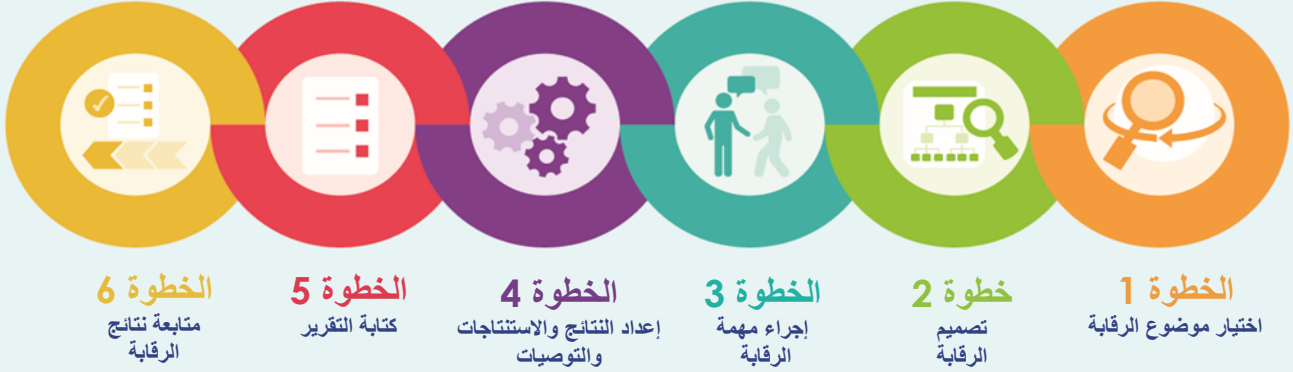 الخطوة 1
اختيار موضوع الرقابة
خطوة 2
تصميم
الرقابة
الخطوة 3
إجراء مهمة
الرقابة
الخطوة 4
إعداد النتائج والاستنتاجات
والتوصيات
الخطوة 5
كتابة التقرير
الخطوة 6
متابعة نتائج
الرقابة